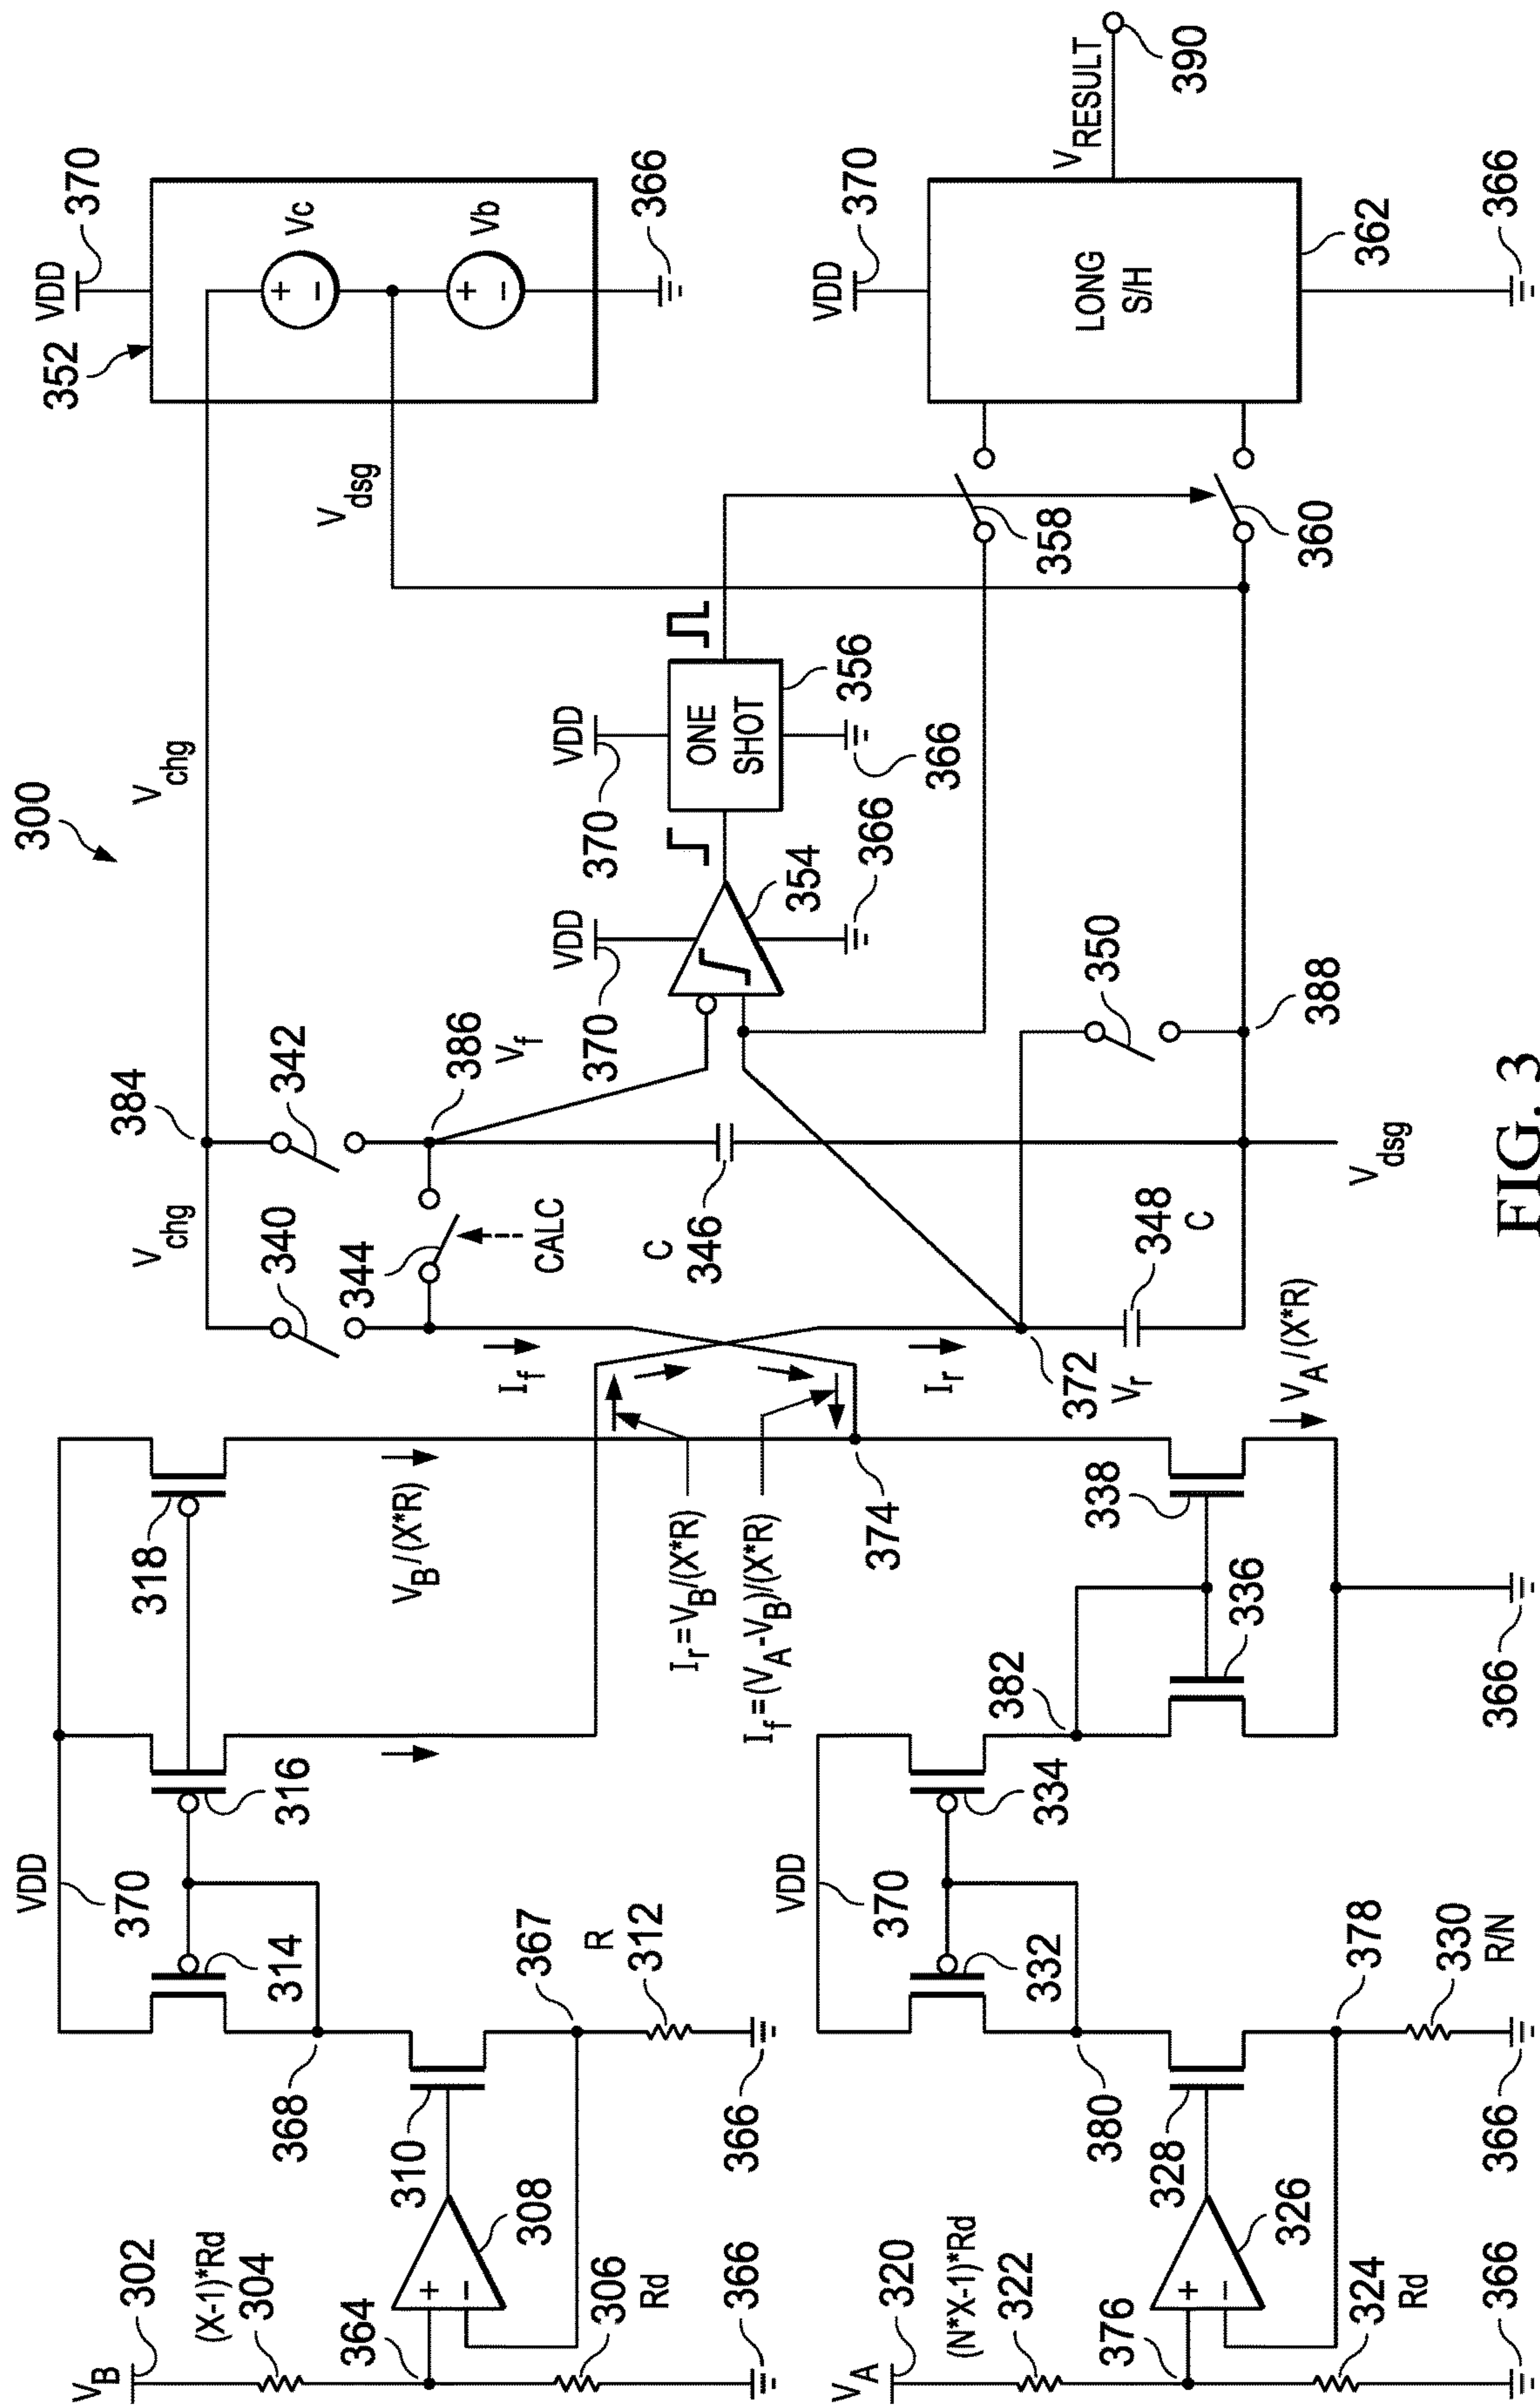 300
V_B
302
(X-1)*Rd
304
364
306
Rd
366
308
310
368
367
R
312
366
VDD
370
314
316
318
V_B/(X*R)
I_r=V_B/(X*R)
I_f=(V_A-V_B)/(X*R)
374
V_A
320
(N*X-1)*Rd
322
376
324
Rd
366
326
328
380
378
330
R/N
366
VDD
370
332
334
382
336
338
366
V_A/(X*R)
V_chg
384
340
342
344
CALC
386
V_f
I_f
I_r
C
346
372
V_r
348
C
V_dsg
350
388
V_chg
VDD
370
354
366
VDD
370
ONE
SHOT
356
366
V_dsg
358
360
352
VDD
370
Vc
+
-
Vb
+
-
366
VDD
370
LONG
S/H
362
366
V_RESULT
390
+
-
+
-
FIG. 3